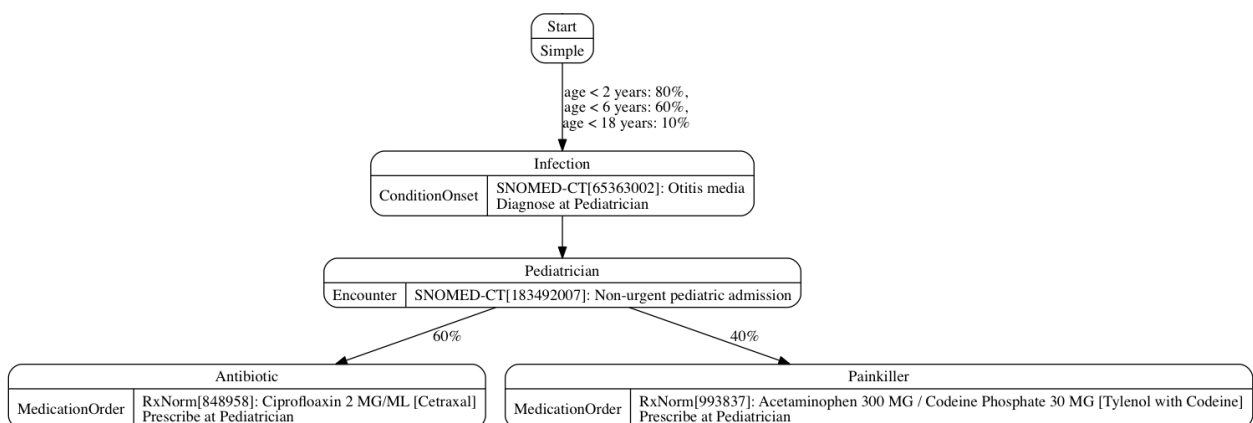 Start
Simple
age < 2 years: 80%,
age < 6 years: 60%,
age < 18 years: 10%
Infection
ConditionOnset
SNOMED-CT[65363002]: Otitis media
Diagnose at Pediatrician
Pediatrician
Encounter
SNOMED-CT[183492007]: Non-urgent pediatric admission
60%
40%
Antibiotic
MedicationOrder
RxNorm[848958]: Ciprofloaxin 2 MG/ML [Cetraxal]
Prescribe at Pediatrician
Painkiller
MedicationOrder
RxNorm[993837]: Acetaminophen 300 MG / Codeine Phosphate 30 MG [Tylenol with Codeine]
Prescribe at Pediatrician